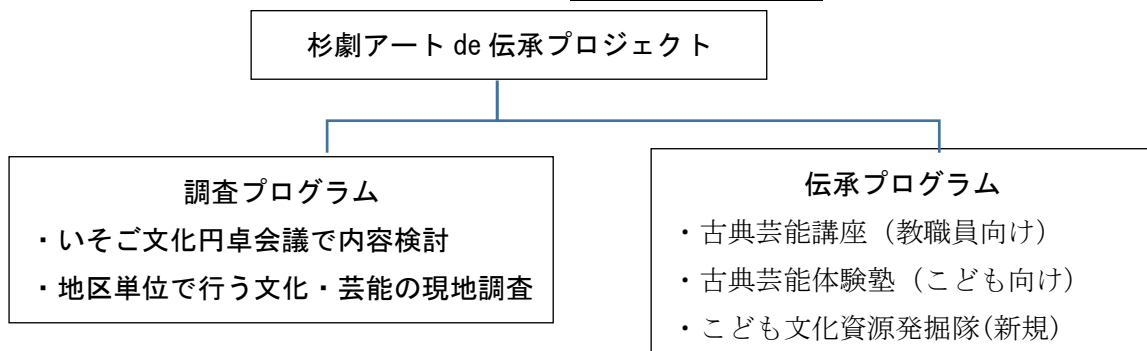 杉劇アート de 伝承プロジェクト
調査プログラム
・いそご文化円卓会議で内容検討
・地区単位で行う文化・芸能の現地調査
伝承プログラム
・古典芸能講座（教職員向け）
・古典芸能体験塾（こども向け）
・こども文化資源発掘隊(新規)